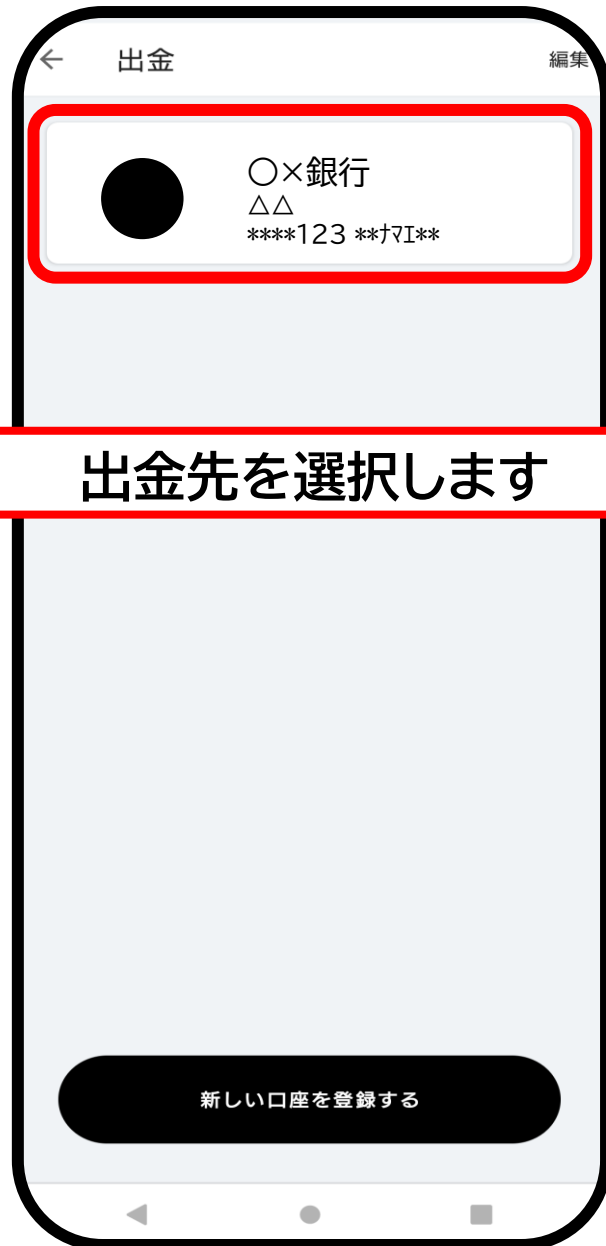 出金
編集
〇×銀行
△△
****123 **ﾅﾏｴ**
出金先を選択します
新しい口座を登録する